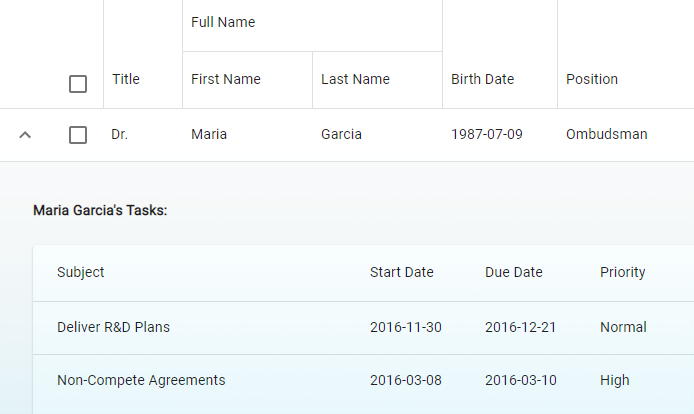 Full Name
Title First Name Last Name Birth Date Position
Dr. Maria Garcia 1987-07-09 Ombudsman
Maria Garcia's Tasks:
Subject Start Date Due Date Priority
Deliver R&D Plans 2016-11-30 2016-12-21 Normal
Non-Compete Agreements 2016-03-08 2016-03-10 High